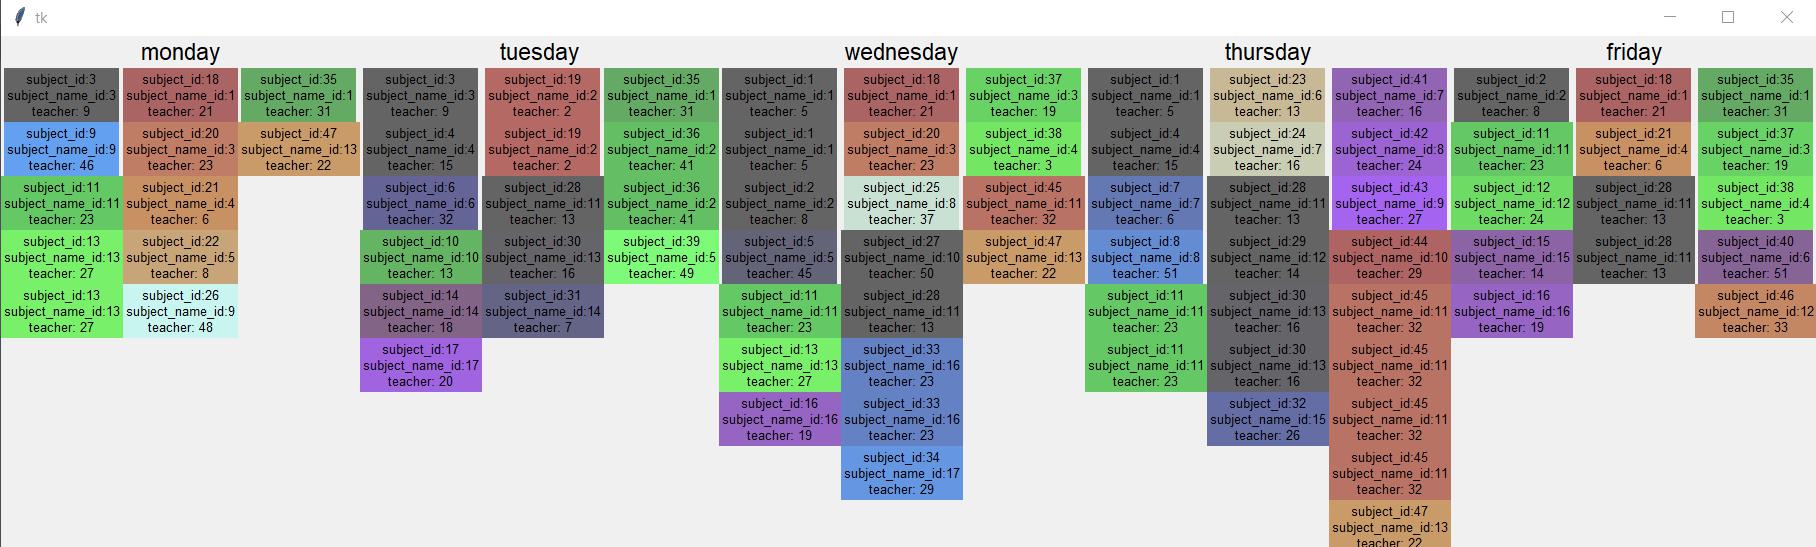 tk
monday
subject_id:3
subject_name_id:3
teacher: 9
subject_id:9
subject_name_id:9
teacher: 46
subject_id:11
subject_name_id:11
teacher: 23
subject_id:13
subject_name_id:13
teacher: 27
subject_id:13
subject_name_id:13
teacher: 27
subject_id:18
subject_name_id:1
teacher: 21
subject_id:20
subject_name_id:3
teacher: 23
subject_id:21
subject_name_id:4
teacher: 6
subject_id:22
subject_name_id:5
teacher: 8
subject_id:26
subject_name_id:9
teacher: 48
subject_id:35
subject_name_id:1
teacher: 31
subject_id:47
subject_name_id:13
teacher: 22
tuesday
subject_id:3
subject_name_id:3
teacher: 9
subject_id:4
subject_name_id:4
teacher: 15
subject_id:6
subject_name_id:6
teacher: 32
subject_id:10
subject_name_id:10
teacher: 13
subject_id:14
subject_name_id:14
teacher: 18
subject_id:17
subject_name_id:17
teacher: 20
subject_id:19
subject_name_id:2
teacher: 2
subject_id:19
subject_name_id:2
teacher: 2
subject_id:28
subject_name_id:11
teacher: 13
subject_id:30
subject_name_id:13
teacher: 16
subject_id:31
subject_name_id:14
teacher: 7
subject_id:35
subject_name_id:1
teacher: 31
subject_id:36
subject_name_id:2
teacher: 41
subject_id:36
subject_name_id:2
teacher: 41
subject_id:39
subject_name_id:5
teacher: 49
wednesday
subject_id:1
subject_name_id:1
teacher: 5
subject_id:1
subject_name_id:1
teacher: 5
subject_id:2
subject_name_id:2
teacher: 8
subject_id:5
subject_name_id:5
teacher: 45
subject_id:11
subject_name_id:11
teacher: 23
subject_id:13
subject_name_id:13
teacher: 27
subject_id:16
subject_name_id:16
teacher: 19
subject_id:18
subject_name_id:1
teacher: 21
subject_id:20
subject_name_id:3
teacher: 23
subject_id:25
subject_name_id:8
teacher: 37
subject_id:27
subject_name_id:10
teacher: 50
subject_id:28
subject_name_id:11
teacher: 13
subject_id:33
subject_name_id:16
teacher: 23
subject_id:33
subject_name_id:16
teacher: 23
subject_id:34
subject_name_id:17
teacher: 29
subject_id:37
subject_name_id:3
teacher: 19
subject_id:38
subject_name_id:4
teacher: 3
subject_id:45
subject_name_id:11
teacher: 32
subject_id:47
subject_name_id:13
teacher: 22
thursday
subject_id:1
subject_name_id:1
teacher: 5
subject_id:4
subject_name_id:4
teacher: 15
subject_id:7
subject_name_id:7
teacher: 6
subject_id:8
subject_name_id:8
teacher: 51
subject_id:11
subject_name_id:11
teacher: 23
subject_id:11
subject_name_id:11
teacher: 23
subject_id:23
subject_name_id:6
teacher: 13
subject_id:24
subject_name_id:7
teacher: 16
subject_id:28
subject_name_id:11
teacher: 13
subject_id:29
subject_name_id:12
teacher: 14
subject_id:30
subject_name_id:13
teacher: 16
subject_id:30
subject_name_id:13
teacher: 16
subject_id:32
subject_name_id:15
teacher: 26
subject_id:41
subject_name_id:7
teacher: 16
subject_id:42
subject_name_id:8
teacher: 24
subject_id:43
subject_name_id:9
teacher: 27
subject_id:44
subject_name_id:10
teacher: 29
subject_id:45
subject_name_id:11
teacher: 32
subject_id:45
subject_name_id:11
teacher: 32
subject_id:45
subject_name_id:11
teacher: 32
subject_id:45
subject_name_id:11
teacher: 32
subject_id:47
subject_name_id:13
teacher: 22
friday
subject_id:2
subject_name_id:2
teacher: 8
subject_id:11
subject_name_id:11
teacher: 23
subject_id:12
subject_name_id:12
teacher: 24
subject_id:15
subject_name_id:15
teacher: 14
subject_id:16
subject_name_id:16
teacher: 19
subject_id:18
subject_name_id:1
teacher: 21
subject_id:21
subject_name_id:4
teacher: 6
subject_id:28
subject_name_id:11
teacher: 13
subject_id:28
subject_name_id:11
teacher: 13
subject_id:35
subject_name_id:1
teacher: 31
subject_id:37
subject_name_id:3
teacher: 19
subject_id:38
subject_name_id:4
teacher: 3
subject_id:40
subject_name_id:6
teacher: 51
subject_id:46
subject_name_id:12
teacher: 33